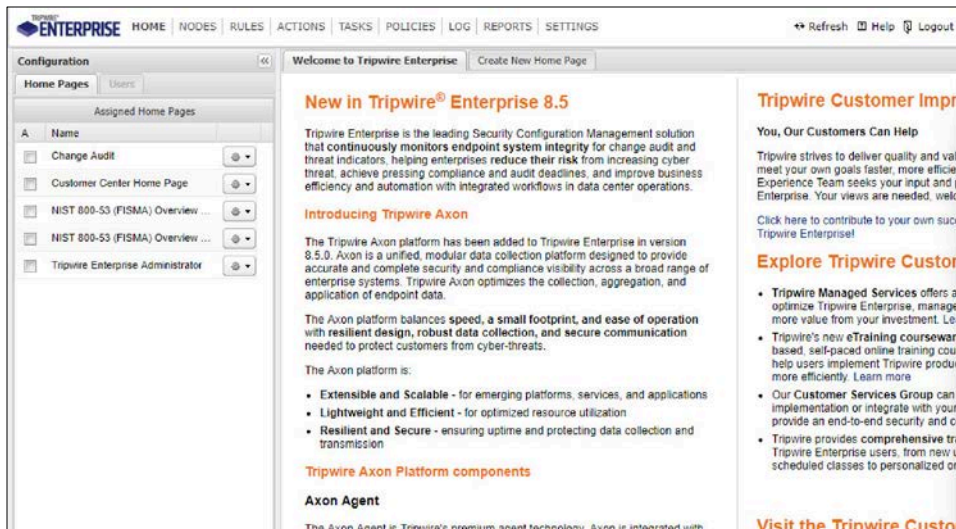 TRIPWIRE
ENTERPRISE HOME NODES RULES ACTIONS TASKS POLICIES LOG REPORTS SETTINGS Refresh Help Logout
Configuration
Home Pages Users
Assigned Home Pages
A Name
Change Audit
Customer Center Home Page
NIST 800-53 (FISMA) Overview ...
NIST 800-53 (FISMA) Overview ...
Tripwire Enterprise Administrator
Welcome to Tripwire Enterprise Create New Home Page
New in Tripwire® Enterprise 8.5
Tripwire Enterprise is the leading Security Configuration Management solution
that continuously monitors endpoint system integrity for change audit and
threat indicators, helping enterprises reduce their risk from increasing cyber
threat, achieve pressing compliance and audit deadlines, and improve business
efficiency and automation with integrated workflows in data center operations.
Introducing Tripwire Axon
The Tripwire Axon platform has been added to Tripwire Enterprise in version
8.5.0. Axon is a unified, modular data collection platform designed to provide
accurate and complete security and compliance visibility across a broad range of
enterprise systems. Tripwire Axon optimizes the collection, aggregation, and
application of endpoint data.
The Axon platform balances speed, a small footprint, and ease of operation
with resilient design, robust data collection, and secure communication
needed to protect customers from cyber-threats.
The Axon platform is:
• Extensible and Scalable - for emerging platforms, services, and applications
• Lightweight and Efficient - for optimized resource utilization
• Resilient and Secure - ensuring uptime and protecting data collection and
transmission
Tripwire Axon Platform components
Axon Agent
The Axon Agent is Tripwire's premium agent technology. Axon is integrated with
Tripwire Customer Impr
You, Our Customers Can Help
Tripwire strives to deliver quality and val
meet your own goals faster, more efficie
Experience Team seeks your input and p
Enterprise. Your views are needed, welc
Click here to contribute to your own suc
Tripwire Enterprise!
Explore Tripwire Custor
• Tripwire Managed Services offers a
optimize Tripwire Enterprise, manage
more value from your investment. Le
• Tripwire's new eTraining coursewar
based, self-paced online training cou
help users implement Tripwire produc
more efficiently. Learn more
• Our Customer Services Group can
implementation or integrate with your
provide an end-to-end security and c
• Tripwire provides comprehensive tra
Tripwire Enterprise users, from new u
scheduled classes to personalized or
Visit the Tripwire Custo